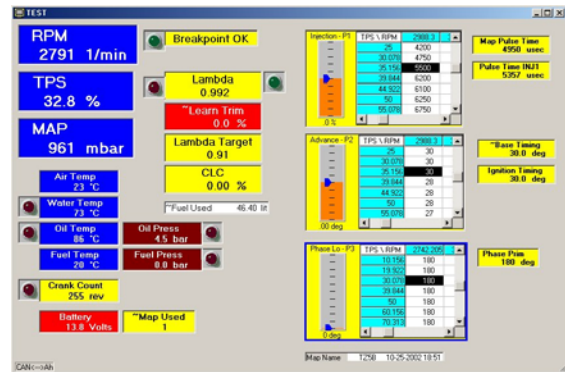 TEST
RPM
2791 1/min
Breakpoint OK
TPS
32.8 %
Lambda
0.992
~Learn Trim
0.0 %
MAP
961 mbar
Lambda Target
0.91
CLC
0.00 %
Air Temp
23 °C
Water Temp
73 °C
~Fuel Used 46.40 lit
Oil Temp
86 °C
Oil Press
4.5 bar
Fuel Temp
20 °C
Fuel Press
0.0 bar
Crank Count
255 rev
Battery
13.8 Volts
~Map Used
1
CAN<-->Ah
Injection - P1
.0 %
TPS \ RPM 2988.3
25 4200
30.078 4750
35.156 5500
39.844 6200
44.922 6100
50 6250
55.078 6750
Map Pulse Time
4950 usec
Pulse Time INJ1
5357 usec
Advance - P2
.00 deg
TPS \ RPM 2988.3
25 30
30.078 30
35.156 30
39.844 28
44.922 28
50 28
55.078 27
~Base Timing
30.0 deg
Ignition Timing
30.0 deg
Phase Lo - P3
0 deg
TPS \ RPM 2742.205
10.156 180
19.922 180
30.078 180
39.844 180
50 180
60.156 180
70.313 180
Phase Prim
180 deg
Map Name TZ5B 10-25-2002 18:51